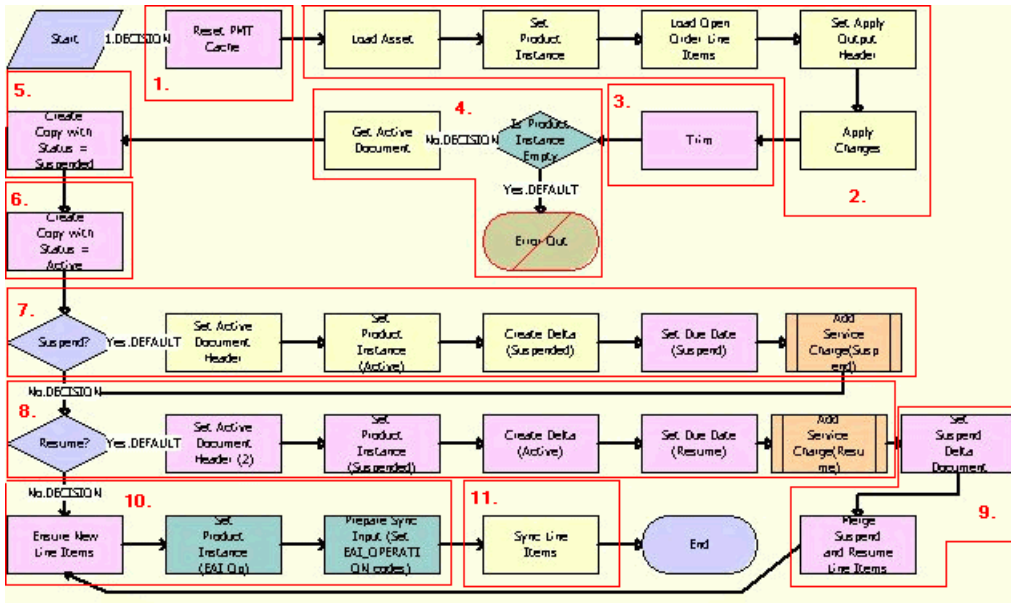 Start
1.DECISION
Reset PMT
Cache
1.
Load Asset
Set
Product
Instance
Load Open
Order Line
Items
Set Apply
Output
Header
5.
Create
Copy with
Status =
Suspended
Get Active
Document
4.
No.DECISION
Is Product
Instance
Empty
3.
Trim
Apply
Changes
2.
Yes.DEFAULT
Error Out
6.
Create
Copy with
Status =
Active
7.
Suspend?
Yes.DEFAULT
Set Active
Document
Header
Set
Product
Instance
(Active)
Create Delta
(Suspended)
Set Due Date
(Suspend)
Add
Service
Charge(Susp
end)
No.DECISION
8.
Resume?
Yes.DEFAULT
Set Active
Document
Header (2)
Set
Product
Instance
(Suspended)
Create Delta
(Active)
Set Due Date
(Resume)
Add
Service
Charge(Resu
me)
Set
Suspend
Delta
Document
No.DECISION
10.
11.
9.
Ensure New
Line Items
Set
Product
Instance
(EAI Op)
Prepare Sync
Input (Set
EAI_OPERATI
ON codes)
Sync Line
Items
End
Merge
Suspend
and Resume
Line Items